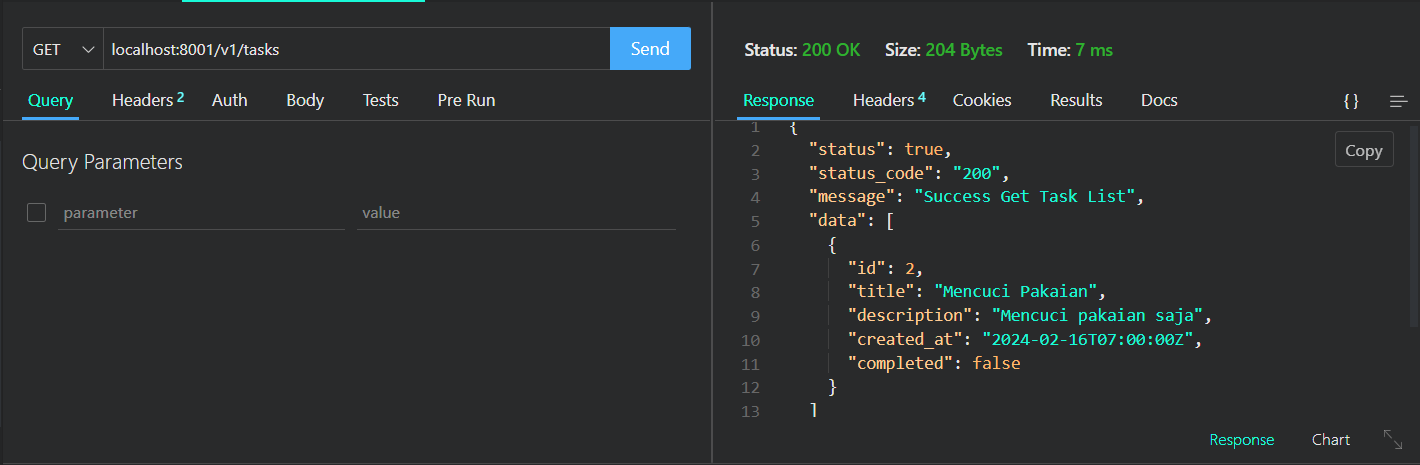 GET localhost:8001/v1/tasks Send
Query Headers 2 Auth Body Tests Pre Run
Query Parameters
parameter value
Status: 200 OK Size: 204 Bytes Time: 7 ms
Response Headers 4 Cookies Results Docs { }
Copy
1 {
2 "status": true,
3 "status_code": "200",
4 "message": "Success Get Task List",
5 "data": [
6 {
7 "id": 2,
8 "title": "Mencuci Pakaian",
9 "description": "Mencuci pakaian saja",
10 "created_at": "2024-02-16T07:00:00Z",
11 "completed": false
12 }
13 ]
Response Chart